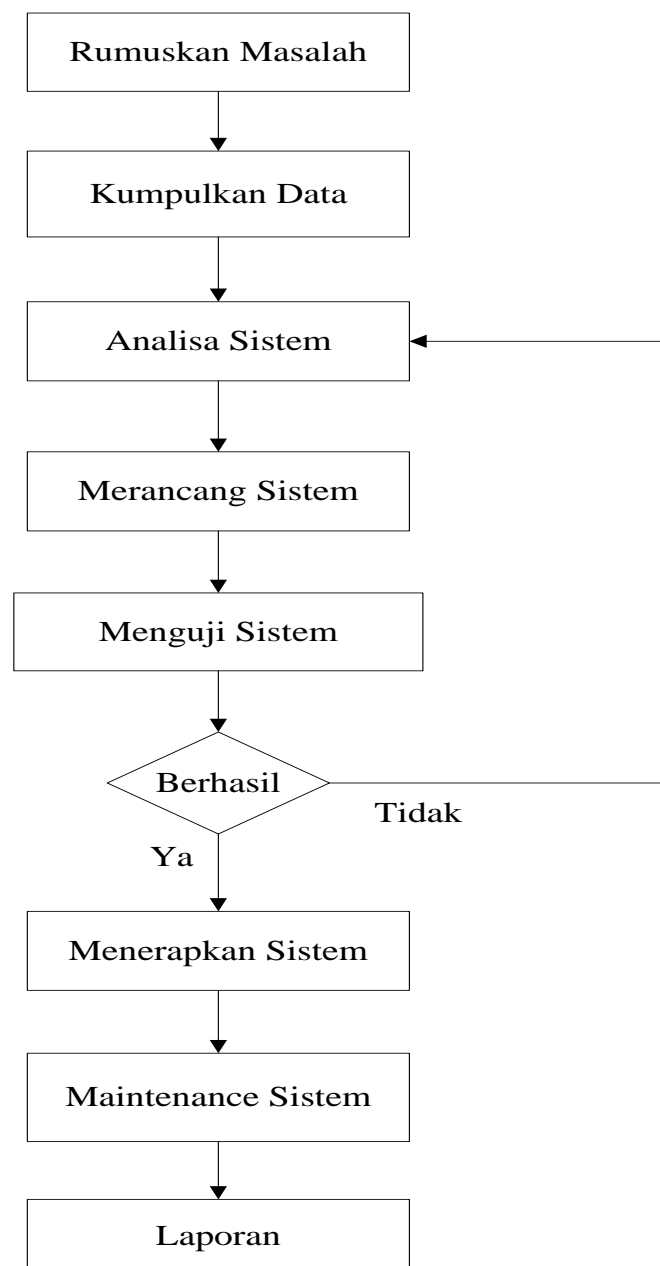 Rumuskan Masalah
Kumpulkan Data
Analisa Sistem
Merancang Sistem
Menguji Sistem
Berhasil
Tidak
Ya
Menerapkan Sistem
Maintenance Sistem
Laporan